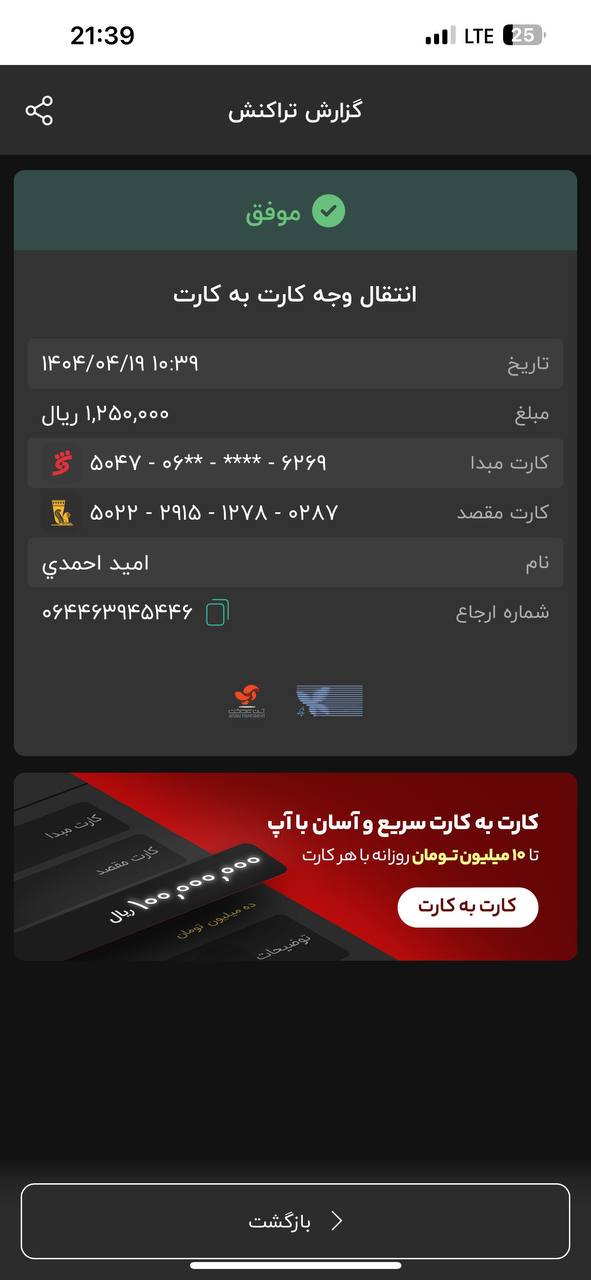 21:39
LTE 25
گزارش تراکنش
موفق
انتقال وجه کارت به کارت
تاریخ ۱۴۰۴/۰۴/۱۹ ۱۰:۳۹
مبلغ ۱,۲۵۰,۰۰۰ ریال
کارت مبدا ۵۰۴۷ - ۰۶** - **** - ۶۲۶۹
کارت مقصد ۵۰۲۲ - ۲۹۱۵ - ۱۲۷۸ - ۰۲۸۷
نام امید احمدي
شماره ارجاع ۰۶۴۴۶۳۹۴۵۴۴۶
کارت به کارت سریع و آسان با آپ
تا ۱۰ میلیون تومان روزانه با هر کارت
کارت به کارت
کارت مبدا
کارت مقصد
۱۰۰,۰۰۰,۰۰۰ ریال
ده میلیون تومان
توضیحات
بازگشت